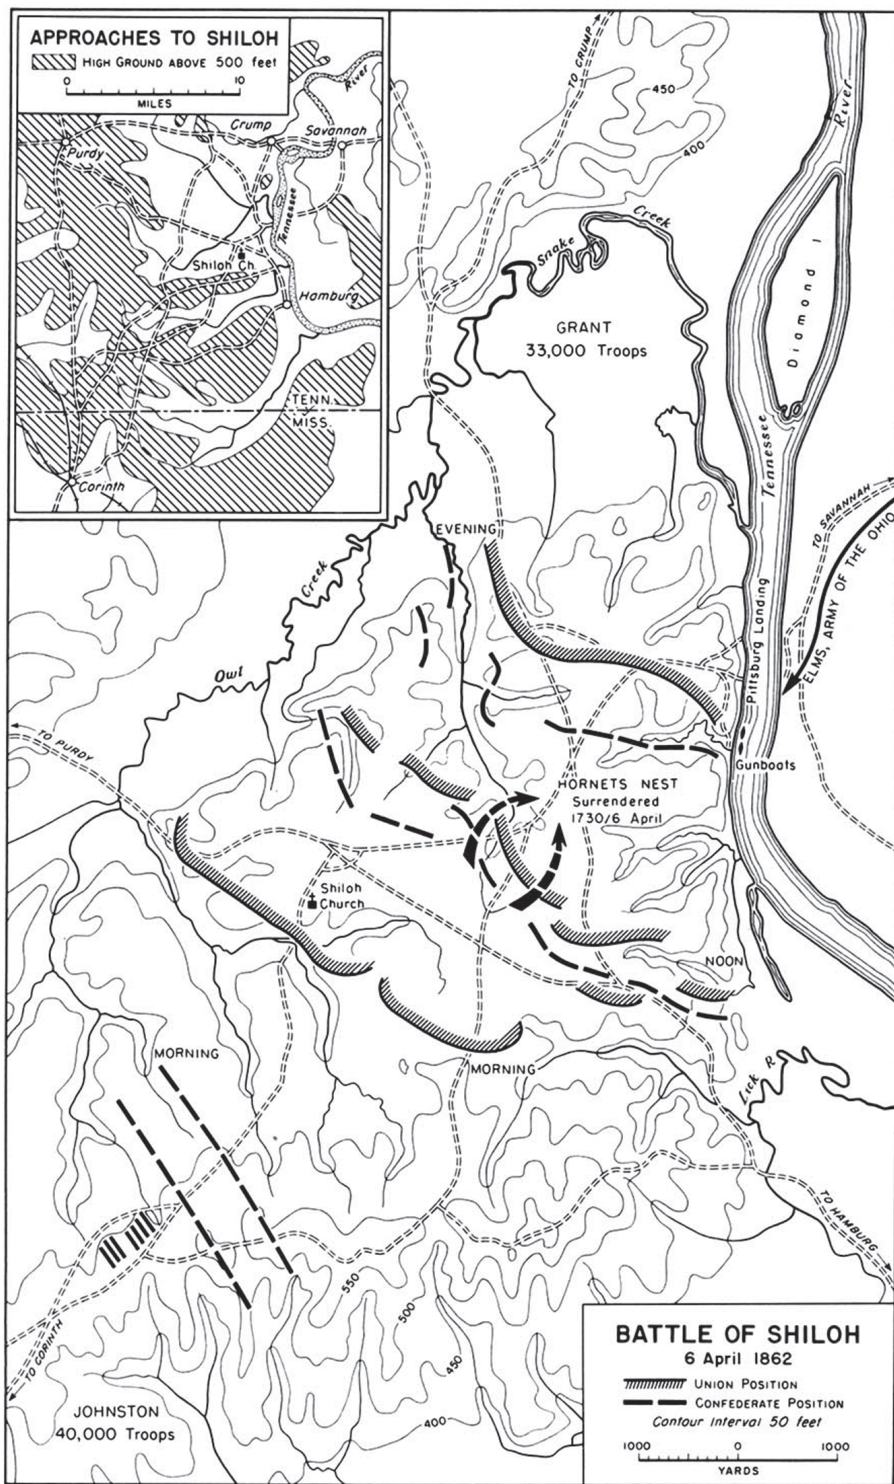 APPROACHES TO SHILOH
HIGH GROUND ABOVE 500 feet
0 10
MILES
River
Crump
Savannah
Purdy
Tennessee
Shiloh Ch.
Hamburg
TENN.
MISS.
Corinth
TO CRUMP
450
400
River
Snake Creek
Diamond I
GRANT
33,000 Troops
Tennessee
TO SAVANNAH
ELMS, ARMY OF THE OHIO
EVENING
Pittsburg Landing
Owl Creek
TO PURDY
Gunboats
HORNETS NEST
Surrendered
1730/6 April
Shiloh
Church
NOON
MORNING
MORNING
Lick R.
TO HAMBURG
550
500
450
400
TO CORINTH
JOHNSTON
40,000 Troops
BATTLE OF SHILOH
6 April 1862
UNION POSITION
CONFEDERATE POSITION
Contour Interval 50 feet
1000 0 1000
YARDS